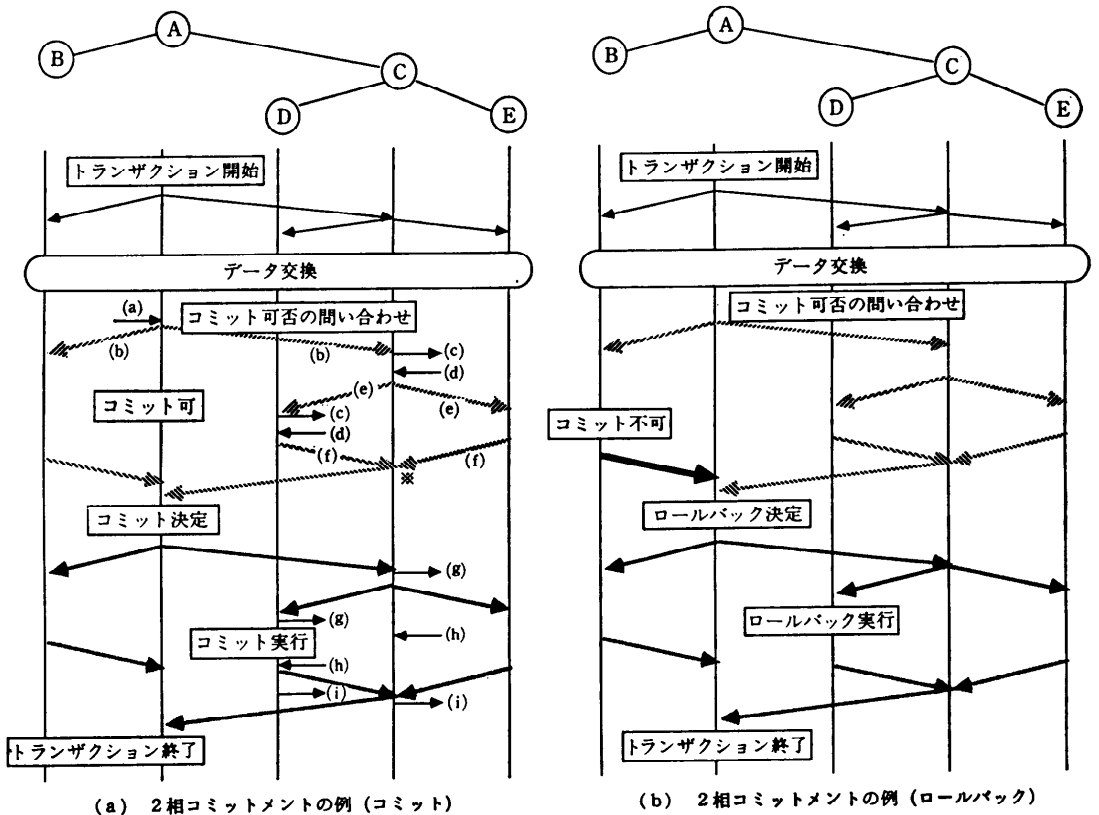 A
B
C
D
E
トランザクション開始
データ交換
(a)
コミット可否の問い合わせ
(b)
(b)
(c)
(d)
(e)
(e)
コミット可
(c)
(d)
(f)
(f)
※
コミット決定
(g)
(g)
コミット実行
(h)
(h)
(i)
(i)
トランザクション終了
(a) 2相コミットメントの例(コミット)
A
B
C
D
E
トランザクション開始
データ交換
コミット可否の問い合わせ
コミット不可
ロールバック決定
ロールバック実行
トランザクション終了
(b) 2相コミットメントの例(ロールバック)